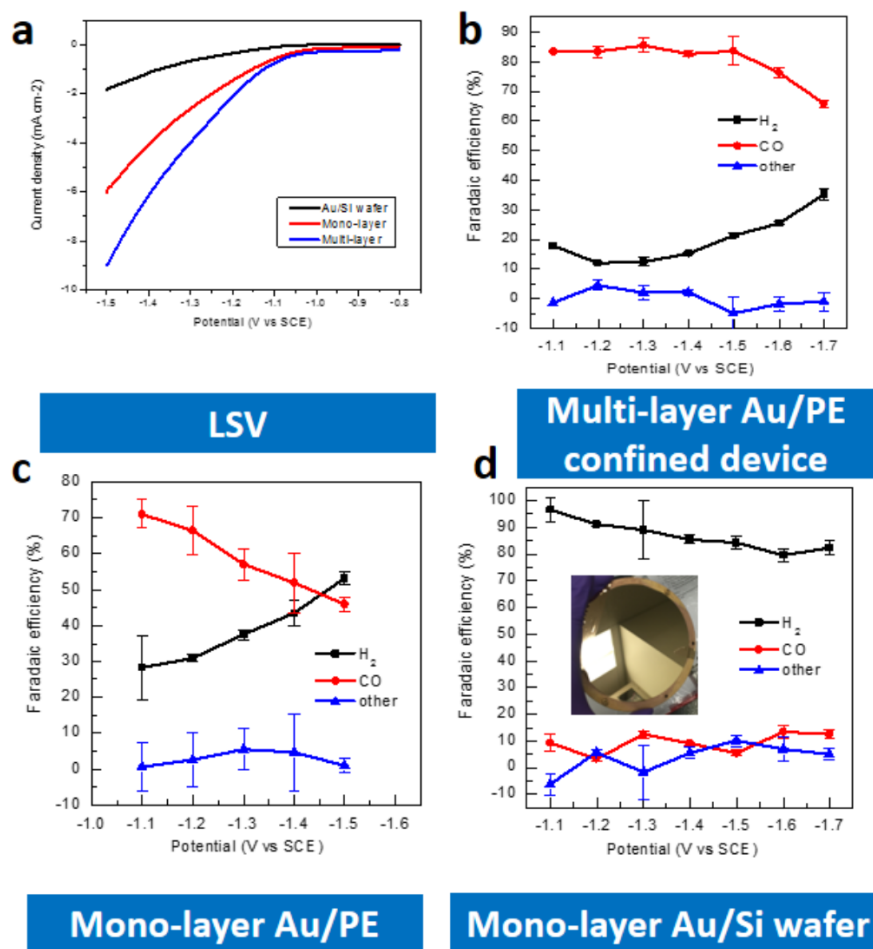 a
0
-2
-4
-6
-8
-10
Current density (mA cm-2)
Au/Si wafer
Mono-layer
Multi-layer
-1.5 -1.4 -1.3 -1.2 -1.1 -1.0 -0.9 -0.8
Potential (V vs SCE)
LSV
b
90
80
70
60
50
40
30
20
10
0
-10
Faradaic efficiency (%)
H2
CO
other
-1.1 -1.2 -1.3 -1.4 -1.5 -1.6 -1.7
Potential (V vs SCE)
Multi-layer Au/PE
confined device
c
80
70
60
50
40
30
20
10
0
-10
Faradaic efficiency (%)
H2
CO
other
-1.0 -1.1 -1.2 -1.3 -1.4 -1.5 -1.6
Potential (V vs SCE)
Mono-layer Au/PE
d
100
90
80
70
60
50
40
30
20
10
0
-10
Faradaic efficiency (%)
H2
CO
other
-1.1 -1.2 -1.3 -1.4 -1.5 -1.6 -1.7
Potential (V vs SCE)
Mono-layer Au/Si wafer